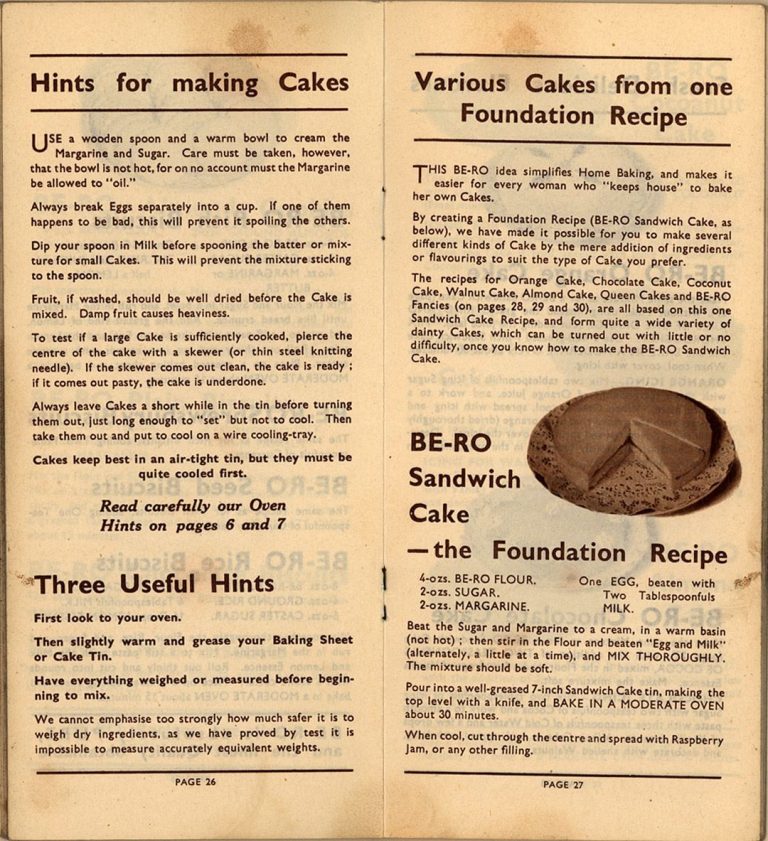 Hints for making Cakes
USE a wooden spoon and a warm bowl to cream the
Margarine and Sugar. Care must be taken, however,
that the bowl is not hot, for on no account must the Margarine
be allowed to "oil."
Always break Eggs separately into a cup. If one of them
happens to be bad, this will prevent it spoiling the others.
Dip your spoon in Milk before spooning the batter or mix-
ture for small Cakes. This will prevent the mixture sticking
to the spoon.
Fruit, if washed, should be well dried before the Cake is
mixed. Damp fruit causes heaviness.
To test if a large Cake is sufficiently cooked, pierce the
centre of the cake with a skewer (or thin steel knitting
needle). If the skewer comes out clean, the cake is ready ;
if it comes out pasty, the cake is underdone.
Always leave Cakes a short while in the tin before turning
them out, just long enough to "set" but not to cool. Then
take them out and put to cool on a wire cooling-tray.
Cakes keep best in an air-tight tin, but they must be
quite cooled first.
Read carefully our Oven
Hints on pages 6 and 7
Three Useful Hints
First look to your oven.
Then slightly warm and grease your Baking Sheet
or Cake Tin.
Have everything weighed or measured before begin-
ning to mix.
We cannot emphasise too strongly how much safer it is to
weigh dry ingredients, as we have proved by test it is
impossible to measure accurately equivalent weights.
PAGE 26
Various Cakes from one
Foundation Recipe
THIS BE-RO idea simplifies Home Baking, and makes it
easier for every woman who "keeps house" to bake
her own Cakes.
By creating a Foundation Recipe (BE-RO Sandwich Cake, as
below), we have made it possible for you to make several
different kinds of Cake by the mere addition of ingredients
or flavourings to suit the type of Cake you prefer.
The recipes for Orange Cake, Chocolate Cake, Coconut
Cake, Walnut Cake, Almond Cake, Queen Cakes and BE-RO
Fancies (on pages 28, 29 and 30), are all based on this one
Sandwich Cake Recipe, and form quite a wide variety of
dainty Cakes, which can be turned out with little or no
difficulty, once you know how to make the BE-RO Sandwich
Cake.
BE-RO
Sandwich
Cake
—the Foundation Recipe
4-ozs. BE-RO FLOUR.
2-ozs. SUGAR.
2-ozs. MARGARINE.
One EGG, beaten with
Two Tablespoonfuls
MILK.
Beat the Sugar and Margarine to a cream, in a warm basin
(not hot) ; then stir in the Flour and beaten "Egg and Milk"
(alternately, a little at a time), and MIX THOROUGHLY.
The mixture should be soft.
Pour into a well-greased 7-inch Sandwich Cake tin, making the
top level with a knife, and BAKE IN A MODERATE OVEN
about 30 minutes.
When cool, cut through the centre and spread with Raspberry
Jam, or any other filling.
PAGE 27